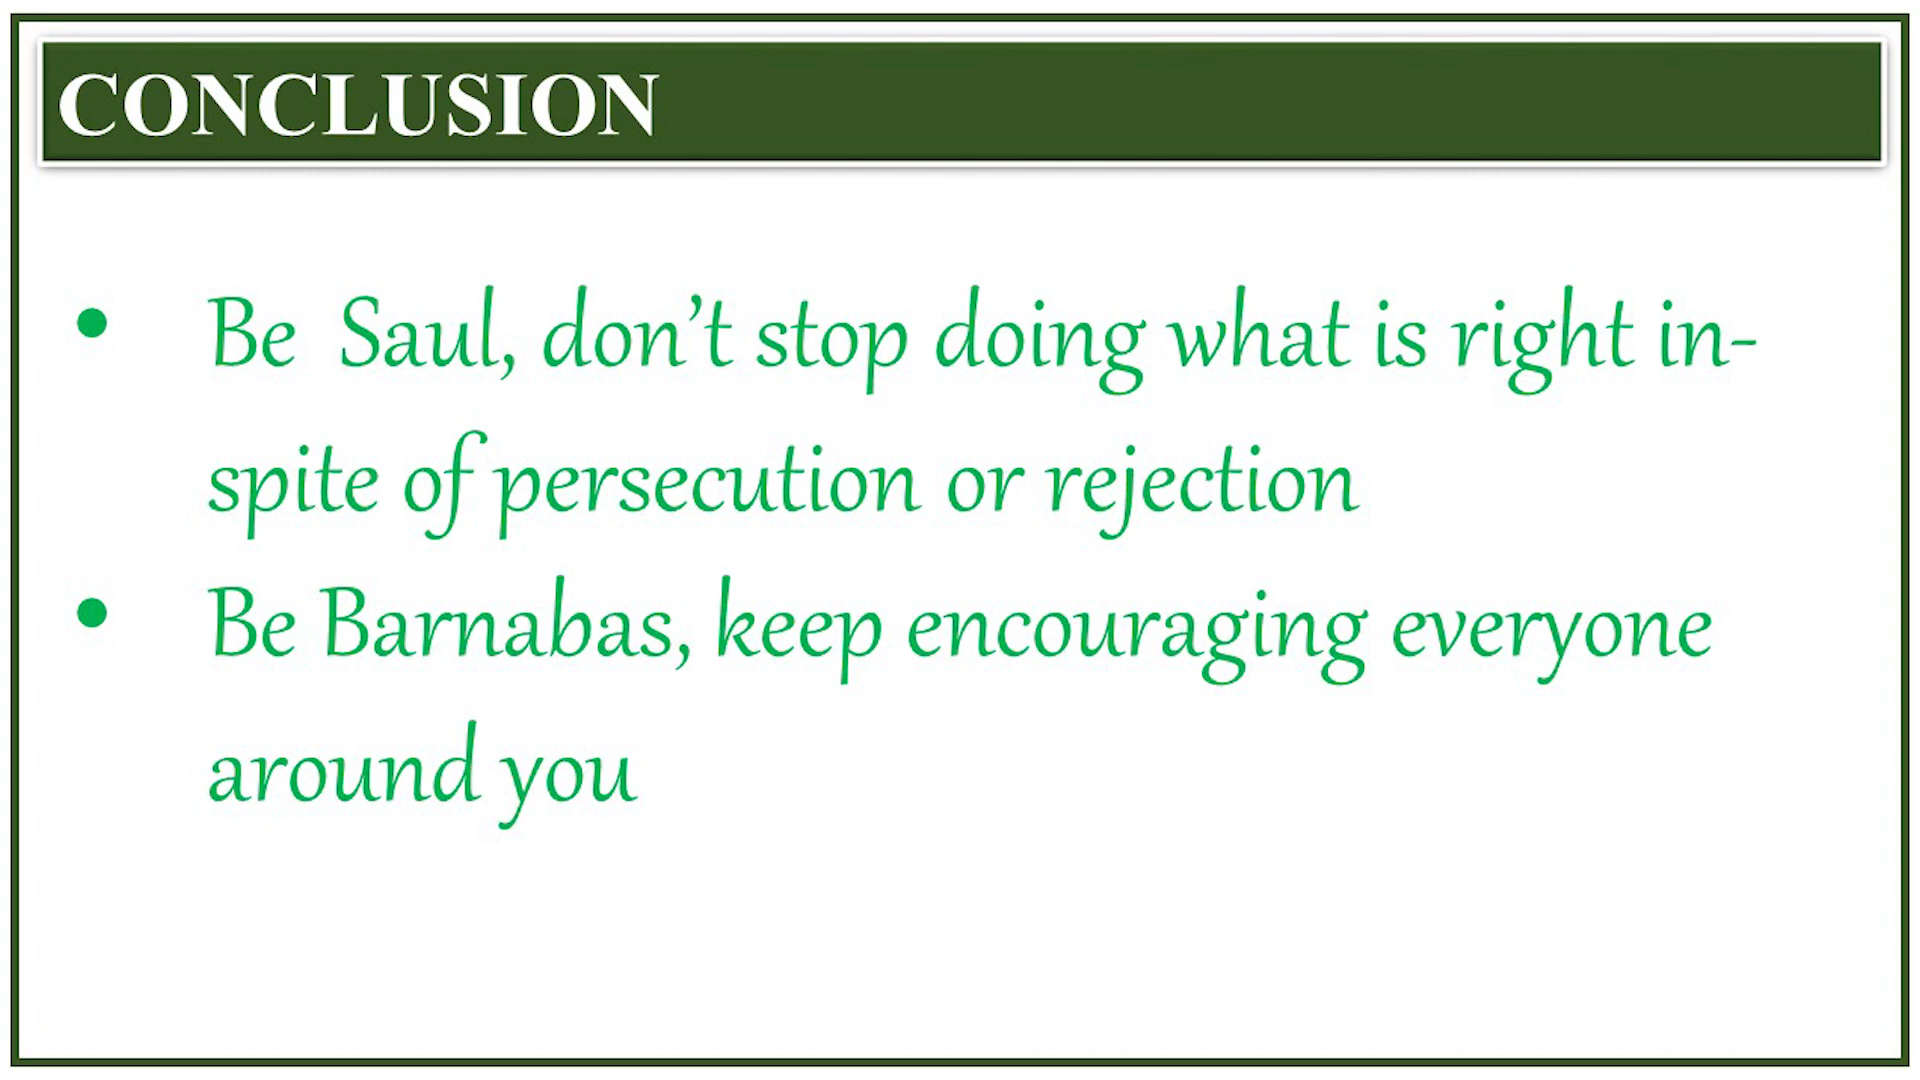 CONCLUSION
• Be Saul, don’t stop doing what is right in-
spite of persecution or rejection
• Be Barnabas, keep encouraging everyone
around you